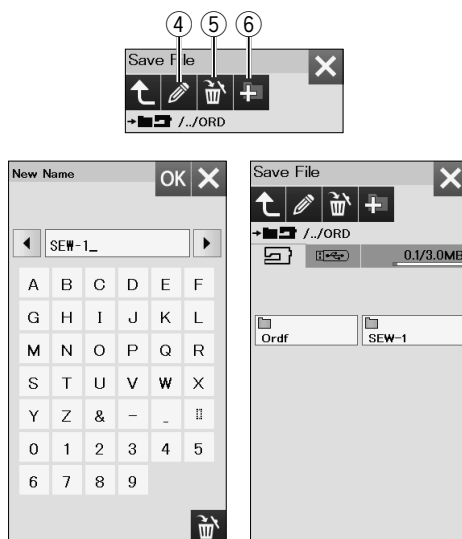 ④ ⑤ ⑥
Save File
/../ORD
New Name
OK
SEW-1_
A B C D E F
G H I J K L
M N O P Q R
S T U V W X
Y Z & - _
0 1 2 3 4 5
6 7 8 9
Save File
/../ORD
0.1/3.0MB
Ordf
SEW-1